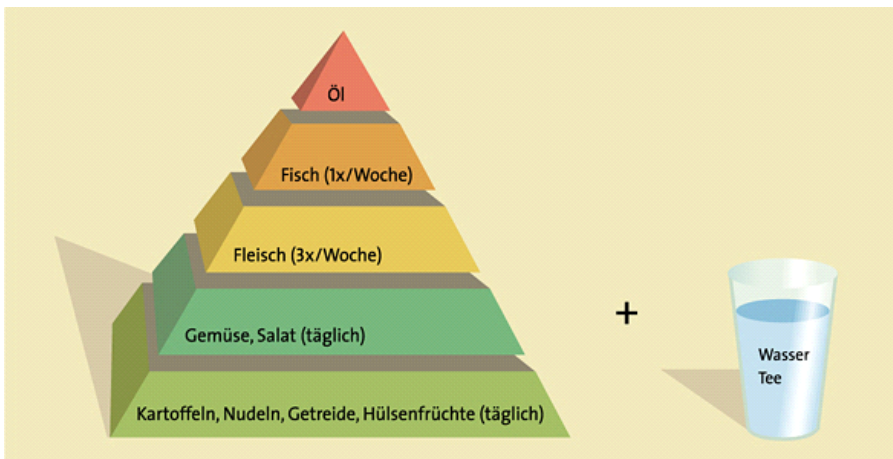 Öl
Fisch (1x/Woche)
Fleisch (3x/Woche)
Gemüse, Salat (täglich)
Kartoffeln, Nudeln, Getreide, Hülsenfrüchte (täglich)
+
Wasser
Tee